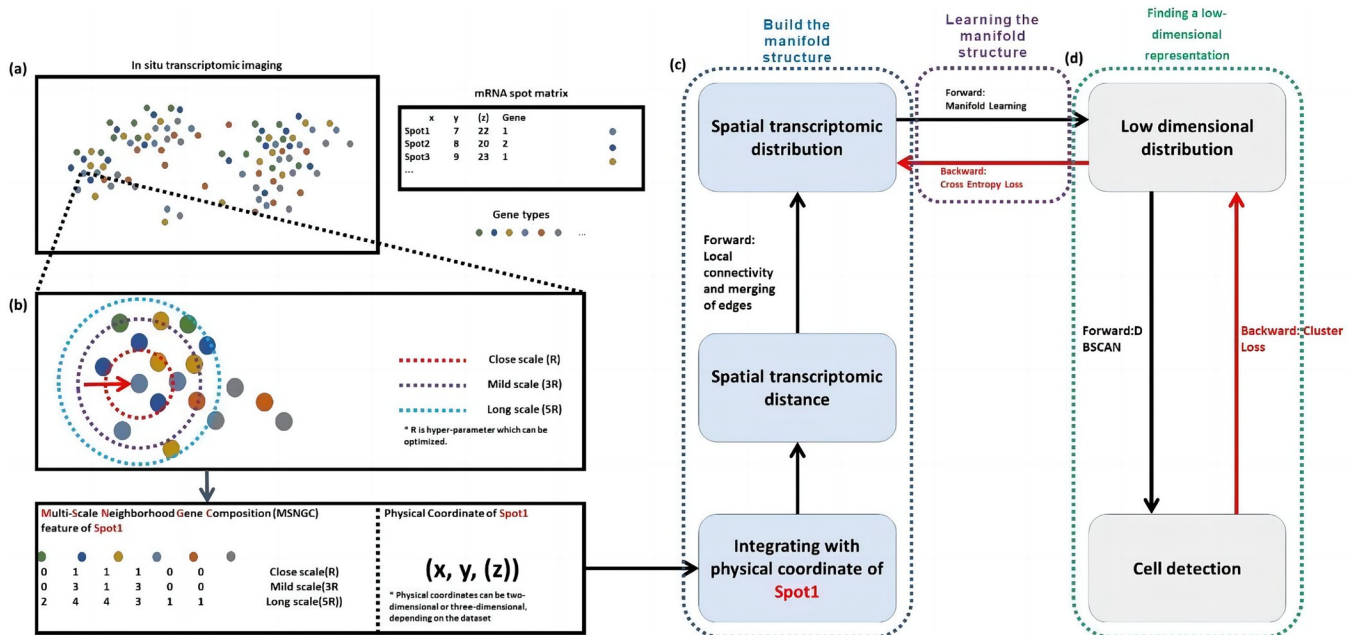 (a)
In situ transcriptomic imaging
mRNA spot matrix
x y (z) Gene
Spot1 7 22 1
Spot2 8 20 2
Spot3 9 23 1
...
Gene types
...
(b)
Close scale (R)
Mild scale (3R)
Long scale (5R)
* R is hyper-parameter which can be
optimized.
Multi-Scale Neighborhood Gene Composition (MSNGC)
feature of Spot1
0 1 1 1 0 0 Close scale(R)
0 3 1 3 0 0 Mild scale(3R
2 4 4 3 1 1 Long scale(5R))
Physical Coordinate of Spot1
(x, y, (z))
* Physical coordinates can be two-
dimensional or three-dimensional,
depending on the dataset
(c)
Build the
manifold
structure
Spatial transcriptomic
distribution
Forward:
Local
connectivity
and merging
of edges
Spatial transcriptomic
distance
Integrating with
physical coordinate of
Spot1
Learning the
manifold
structure
Forward:
Manifold Learning
Backward:
Cross Entropy Loss
(d)
Finding a low-
dimensional
representation
Low dimensional
distribution
Forward:D
BSCAN
Backward: Cluster
Loss
Cell detection